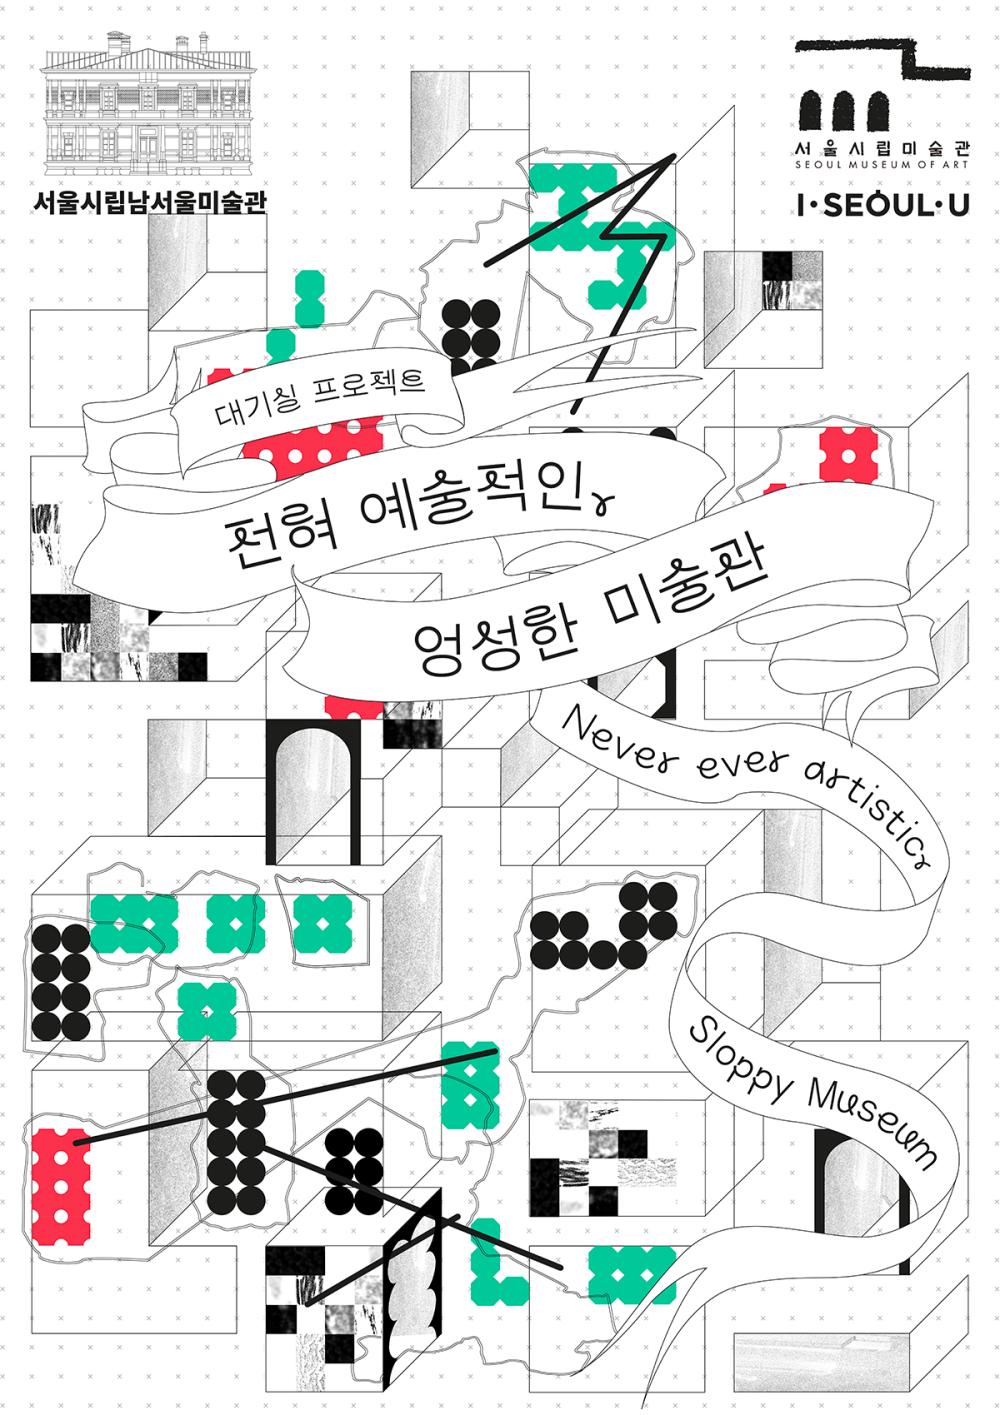 서울시립남서울미술관
서울시립미술관
SEOUL MUSEUM OF ART
I·SEOUL·U
대기실 프로젝트
전혀 예술적인,
엉성한 미술관
Never ever artistic,
Sloppy Museum